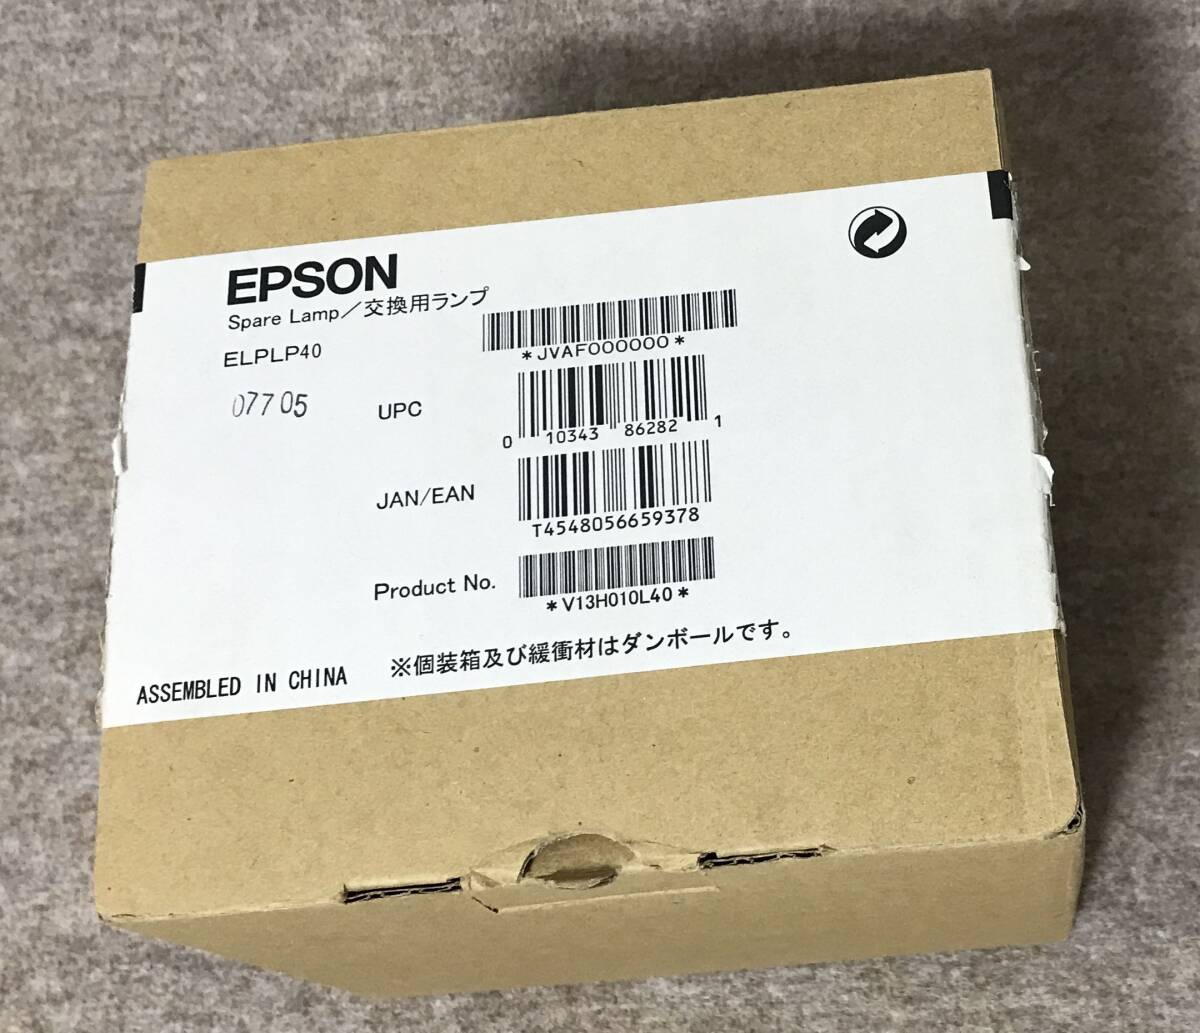 EPSON
Spare Lamp／交換用ランプ
ELPLP40
*JVAF000000*
07705
UPC
0 10343 86282 1
JAN/EAN
T4548056659378
Product No.
*V13H010L40*
ASSEMBLED IN CHINA
※個装箱及び緩衝材はダンボールです。